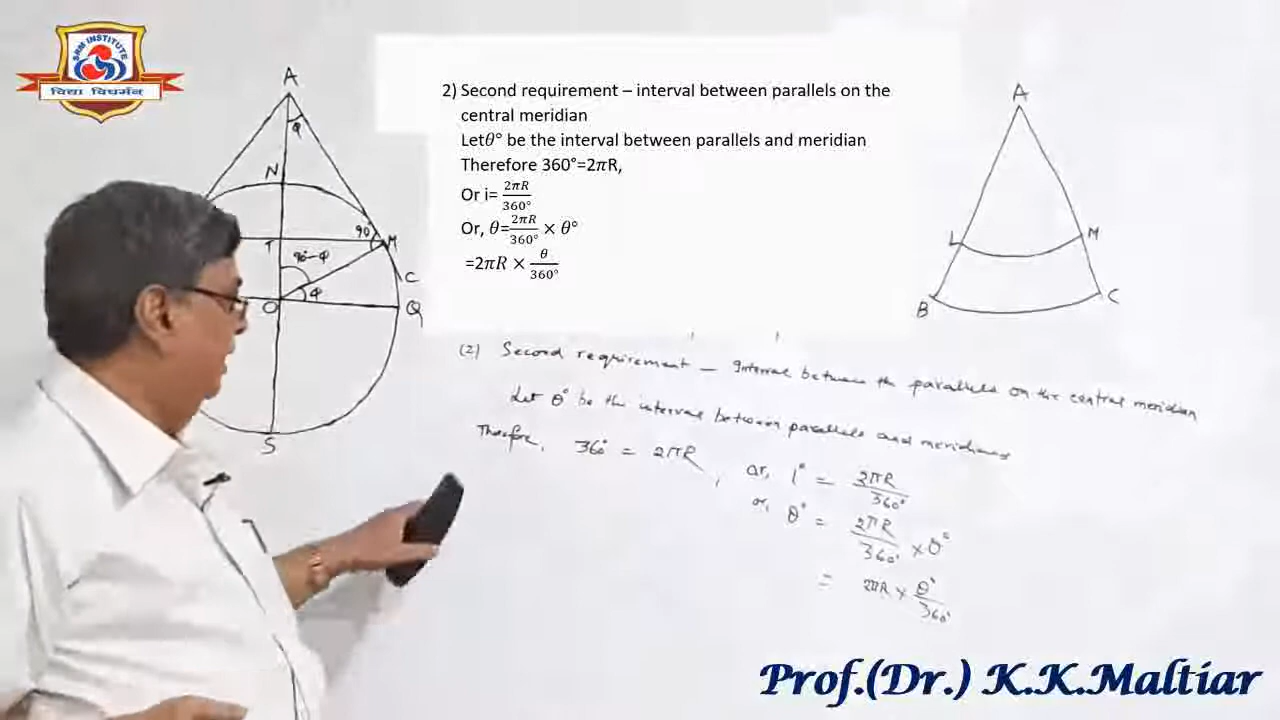 SRM INSTITUTE
विद्या विधर्मन
A
Q
N
90°
T
M
90-φ
C
O
φ
Q
S
2) Second requirement – interval between parallels on the
central meridian
Letθ° be the interval between parallels and meridian
Therefore 360°=2πR,
Or i= 2πR/360°
Or, θ=2πR/360° × θ°
=2πR × θ/360°
A
L
M
B
C
(2) Second requirement — Interval between the parallels on the central meridian
Let θ° be the interval between parallels and meridians
Therefore, 360° = 2πR, or, 1° = 2πR/360°
or, θ° = 2πR/360° × θ°
= 2πR × θ°/360°
Prof.(Dr.) K.K.Maltiar